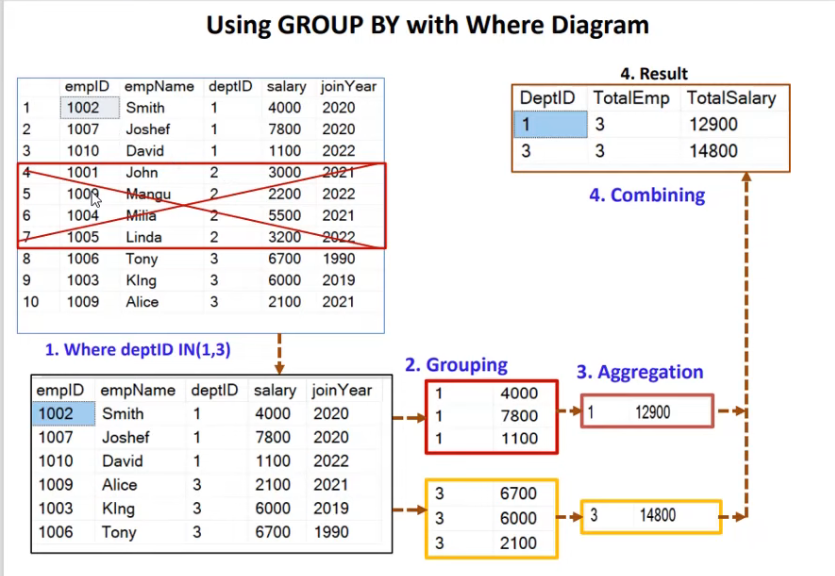 Using GROUP BY with Where Diagram
empID empName deptID salary joinYear
1 1002 Smith 1 4000 2020
2 1007 Joshef 1 7800 2020
3 1010 David 1 1100 2022
4 1001 John 2 3000 2021
5 Mangu 2 2200 2022
6 1004 Milia 2 5500 2021
7 1005 Linda 2 3200 2022
8 1006 Tony 3 6700 1990
9 1003 KIng 3 6000 2019
10 1009 Alice 3 2100 2021
4. Result
DeptID TotalEmp TotalSalary
1 3 12900
3 3 14800
4. Combining
1. Where deptID IN(1,3)
empID empName deptID salary joinYear
1002 Smith 1 4000 2020
1007 Joshef 1 7800 2020
1010 David 1 1100 2022
1009 Alice 3 2100 2021
1003 KIng 3 6000 2019
1006 Tony 3 6700 1990
2. Grouping
1 4000
1 7800
1 1100
3 6700
3 6000
3 2100
3. Aggregation
1 12900
3 14800